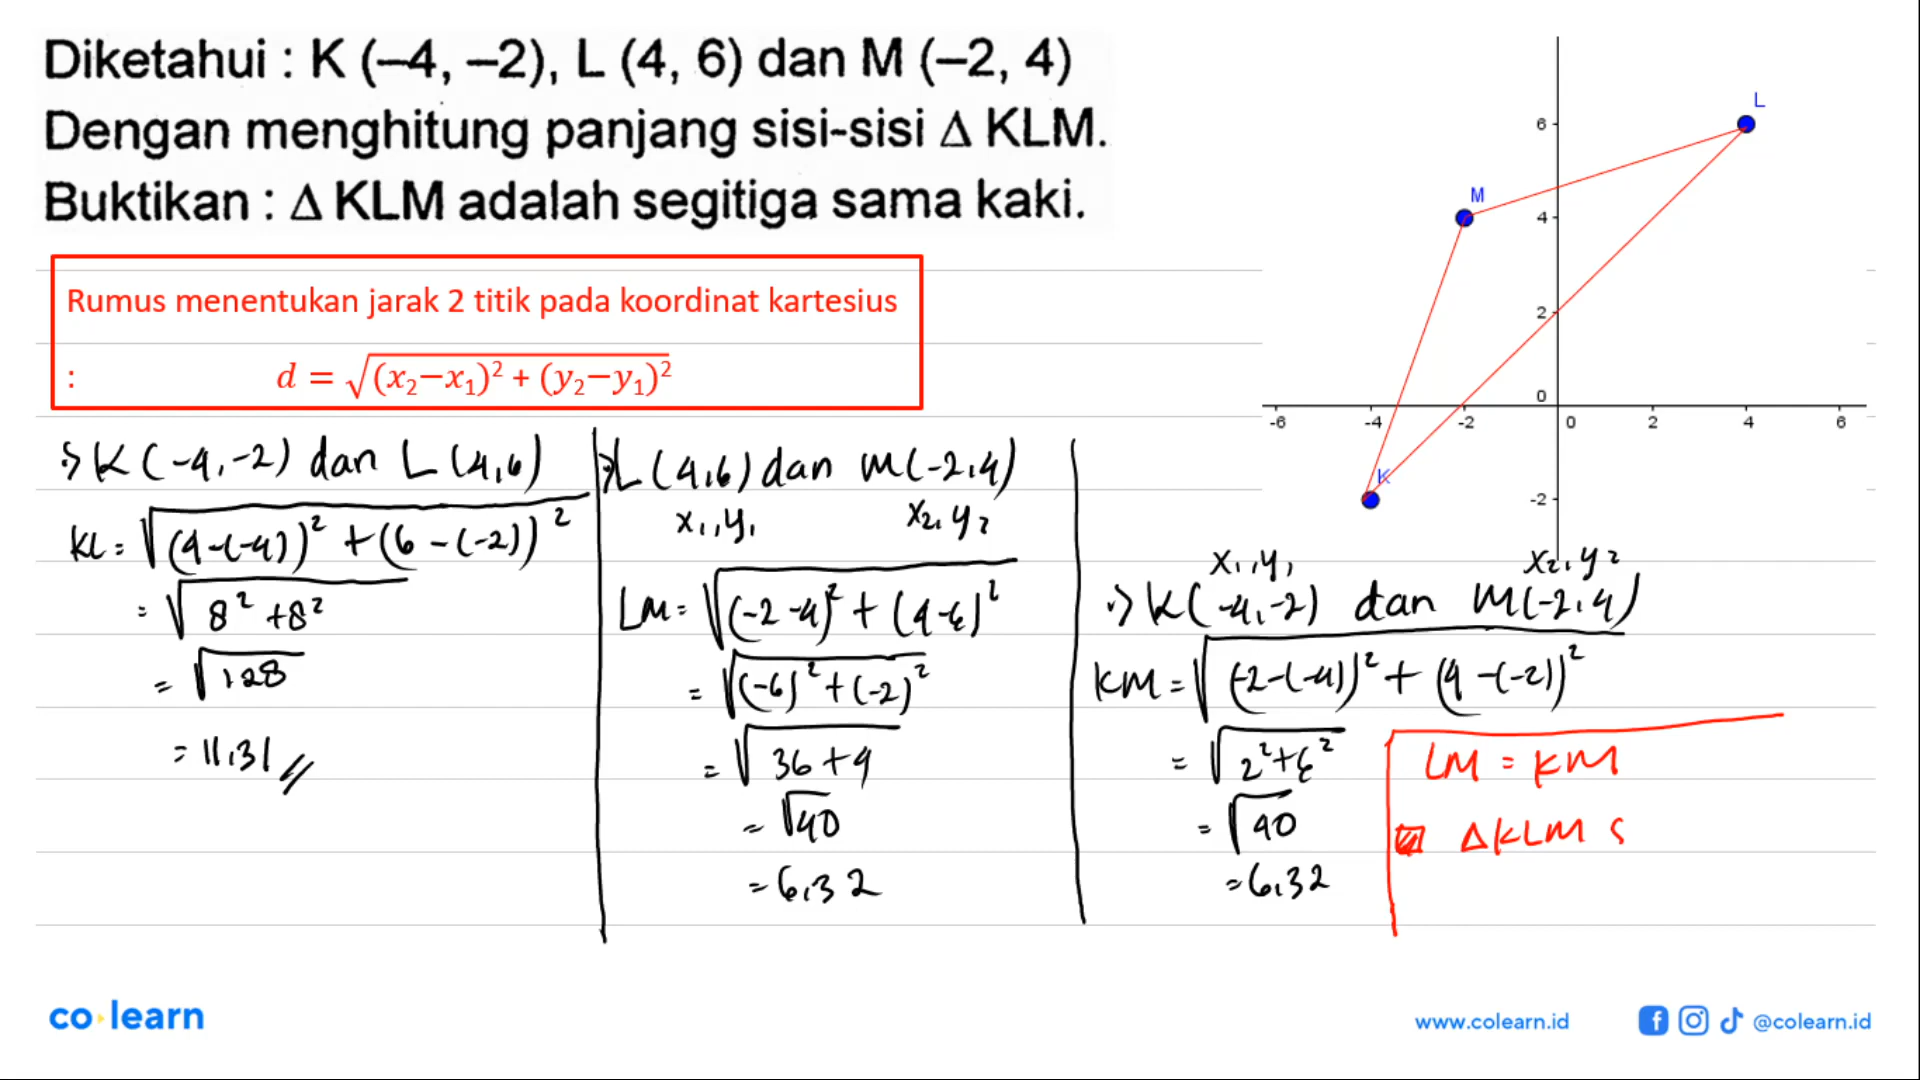 Diketahui : K (–4, –2), L (4, 6) dan M (–2, 4)
Dengan menghitung panjang sisi-sisi Δ KLM.
Buktikan : Δ KLM adalah segitiga sama kaki.
Rumus menentukan jarak 2 titik pada koordinat kartesius
: d = √(x₂−x₁)² + (y₂−y₁)²
K(-4,-2) dan L(4,6)
KL = √(4-(-4))² + (6-(-2))²
= √8² + 8²
= √128
= 11,31 //
L(4,6) dan M(-2,4)
x₁,y₁ x₂,y₂
LM = √(-2-4)² + (4-6)²
= √(-6)² + (-2)²
= √36+4
= √40
= 6,32
x₁,y₁ x₂,y₂
K(-4,-2) dan M(-2,4)
KM = √(-2-(-4))² + (4-(-2))²
= √2²+6²
= √40
= 6,32
LM = KM
ΔKLM s
L
M
K
6
4
2
0
-2
-6 -4 -2 0 2 4 6
co learn
www.colearn.id
@colearn.id